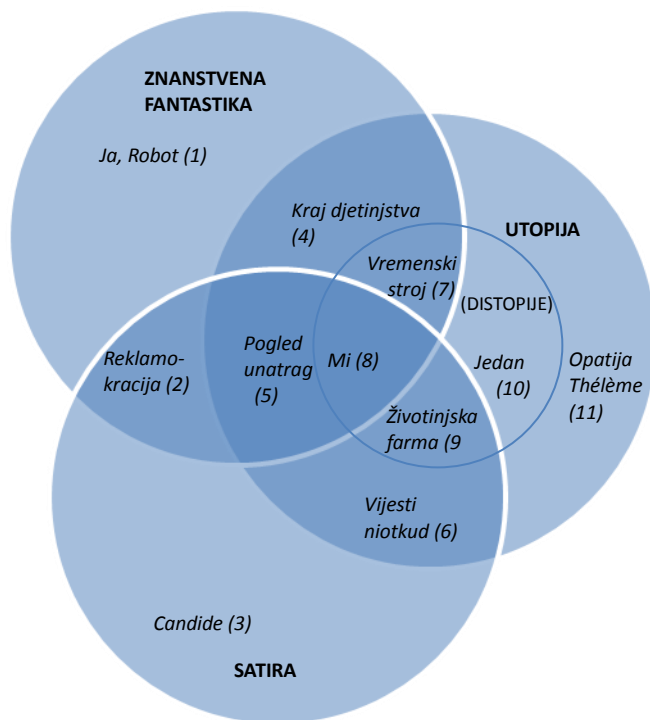 ZNANSTVENA
FANTASTIKA
Ja, Robot (1)
Kraj djetinjstva
(4)
UTOPIJA
Vremenski
stroj (7)
(DISTOPIJE)
Reklamo-
kracija (2)
Pogled
unatrag
(5)
Mi (8)
Jedan
(10)
Opatija
Thélème
(11)
Životinjska
farma (9
Vijesti
niotkud (6)
Candide (3)
SATIRA